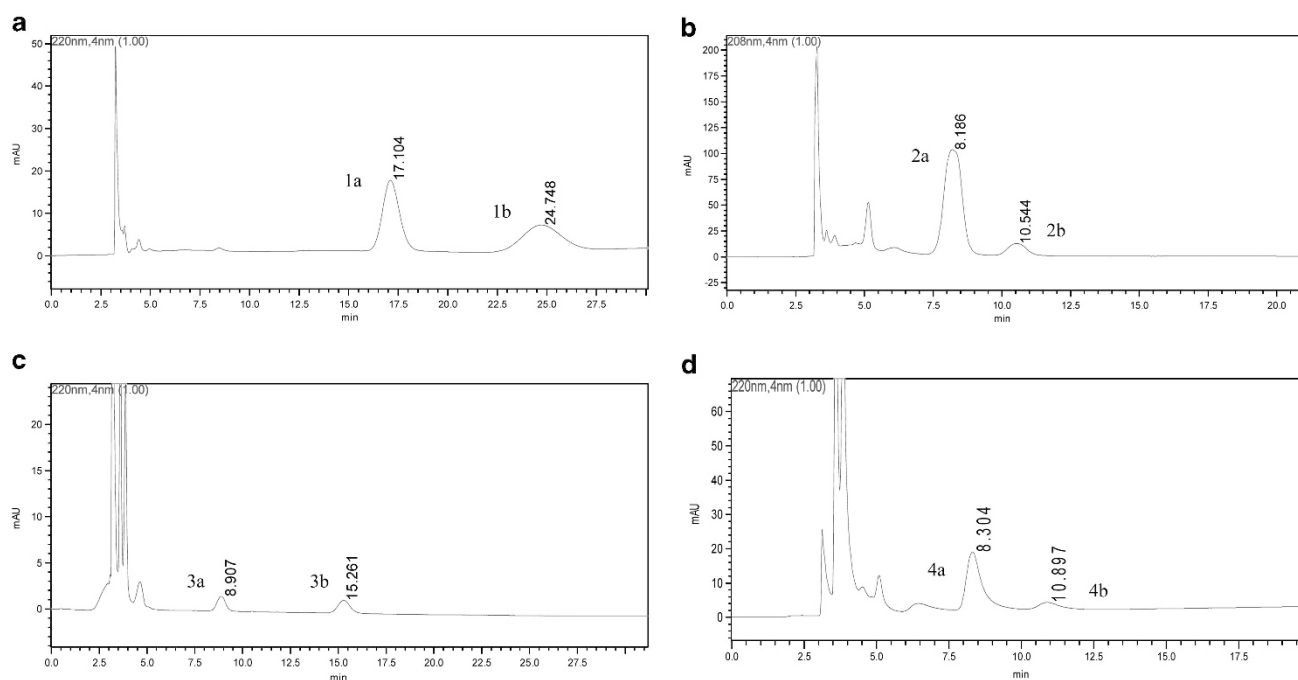 a
220nm,4nm (1.00)
50
40
30
20
10
0
mAU
1a
17.104
1b
24.748
0.0 2.5 5.0 7.5 10.0 12.5 15.0 17.5 20.0 22.5 25.0 27.5
min
b
208nm,4nm (1.00)
200
175
150
125
100
75
50
25
0
-25
mAU
2a
8.186
10.544
2b
0.0 2.5 5.0 7.5 10.0 12.5 15.0 17.5 20.0
min
c
220nm,4nm (1.00)
20
15
10
5
0
mAU
3a
8.907
3b
15.261
0.0 2.5 5.0 7.5 10.0 12.5 15.0 17.5 20.0 22.5 25.0 27.5
min
d
220nm,4nm (1.00)
60
50
40
30
20
10
0
mAU
4a
8.304
10.897
4b
0.0 2.5 5.0 7.5 10.0 12.5 15.0 17.5
min